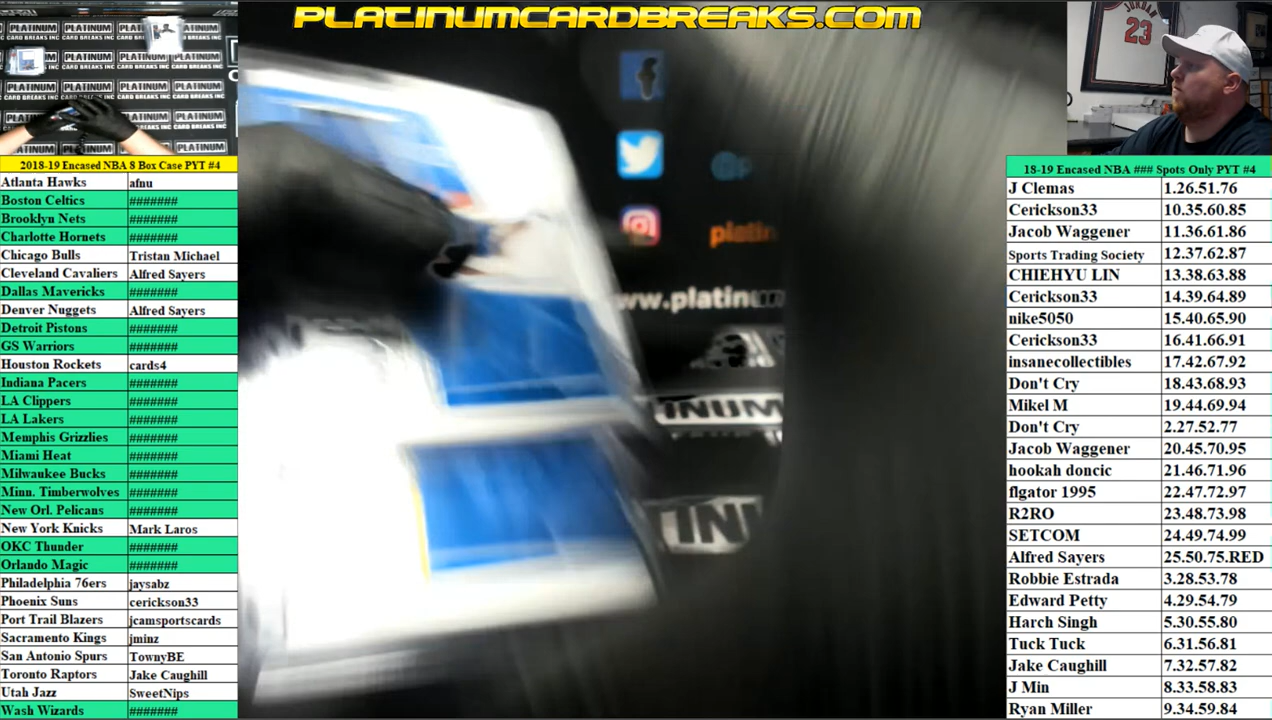 PLATINUMCARDBREAKS.COM
JORDAN
23
PLATINUM
CARD BREAKS INC
www.platinum
platin
INUM
TINU
2018-19 Encased NBA 8 Box Case PYT #4
Atlanta Hawks afnu
Boston Celtics #######
Brooklyn Nets #######
Charlotte Hornets #######
Chicago Bulls Tristan Michael
Cleveland Cavaliers Alfred Sayers
Dallas Mavericks #######
Denver Nuggets Alfred Sayers
Detroit Pistons #######
GS Warriors #######
Houston Rockets cards4
Indiana Pacers #######
LA Clippers #######
LA Lakers #######
Memphis Grizzlies #######
Miami Heat #######
Milwaukee Bucks #######
Minn. Timberwolves #######
New Orl. Pelicans #######
New York Knicks Mark Laros
OKC Thunder #######
Orlando Magic #######
Philadelphia 76ers jaysabz
Phoenix Suns cerickson33
Port Trail Blazers jcamsportscards
Sacramento Kings jminz
San Antonio Spurs TownyBE
Toronto Raptors Jake Caughill
Utah Jazz SweetNips
Wash Wizards #######
18-19 Encased NBA ### Spots Only PYT #4
J Clemas 1.26.51.76
Cerickson33 10.35.60.85
Jacob Waggener 11.36.61.86
Sports Trading Society 12.37.62.87
CHIEHYU LIN 13.38.63.88
Cerickson33 14.39.64.89
nike5050 15.40.65.90
Cerickson33 16.41.66.91
insanecollectibles 17.42.67.92
Don't Cry 18.43.68.93
Mikel M 19.44.69.94
Don't Cry 2.27.52.77
Jacob Waggener 20.45.70.95
hookah doncic 21.46.71.96
flgator 1995 22.47.72.97
R2RO 23.48.73.98
SETCOM 24.49.74.99
Alfred Sayers 25.50.75.RED
Robbie Estrada 3.28.53.78
Edward Petty 4.29.54.79
Harch Singh 5.30.55.80
Tuck Tuck 6.31.56.81
Jake Caughill 7.32.57.82
J Min 8.33.58.83
Ryan Miller 9.34.59.84